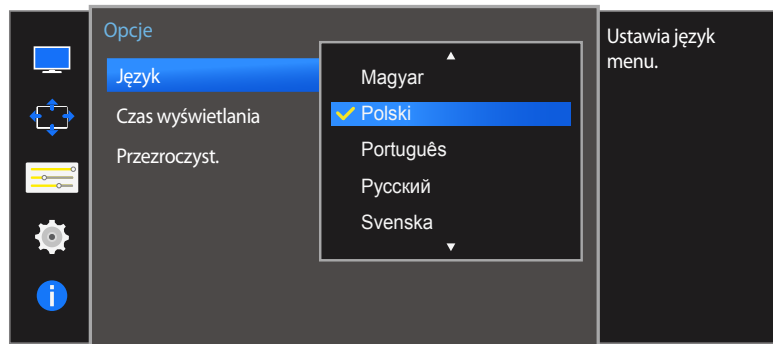 Opcje
Język
Czas wyświetlania
Przezroczyst.
Magyar
Polski
Português
Русский
Svenska
Ustawia język
menu.